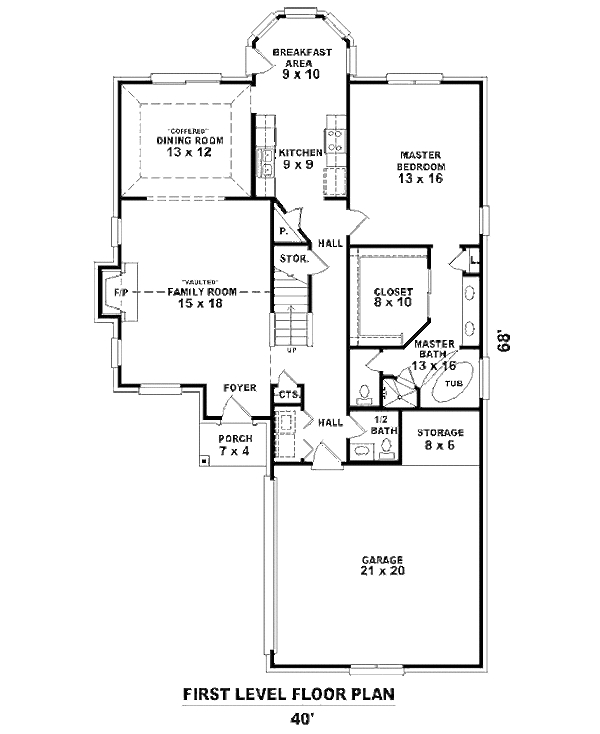 BREAKFAST
AREA
9 x 10
"COFFERED"
DINING ROOM
13 x 12
KITCHEN
9 x 9
MASTER
BEDROOM
13 x 16
P.
HALL
STOR.
L.
"VAULTED"
FAMILY ROOM
15 x 18
F/P
CLOSET
8 x 10
UP
MASTER
BATH
13 x 16
TUB
68'
FOYER
CTS.
PORCH
7 x 4
HALL
1/2
BATH
STORAGE
8 x 6
GARAGE
21 x 20
FIRST LEVEL FLOOR PLAN
40'